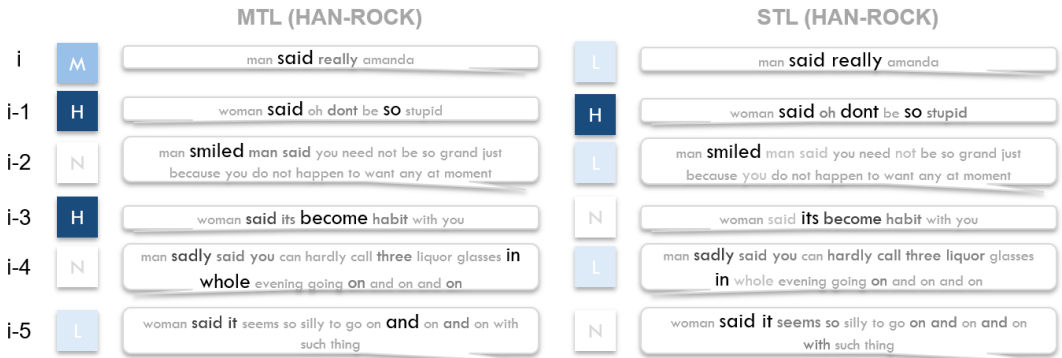 MTL (HAN-ROCK) STL (HAN-ROCK)
i M man said really amanda L man said really amanda
i-1 H woman said oh dont be so stupid H woman said oh dont be so stupid
i-2 N man smiled man said you need not be so grand just L man smiled man said you need not be so grand just
because you do not happen to want any at moment because you do not happen to want any at moment
i-3 H woman said its become habit with you N woman said its become habit with you
i-4 N man sadly said you can hardly call three liquor glasses in L man sadly said you can hardly call three liquor glasses
whole evening going on and on and on in whole evening going on and on and on
i-5 L woman said it seems so silly to go on and on and on with N woman said it seems so silly to go on and on and on
such thing with such thing